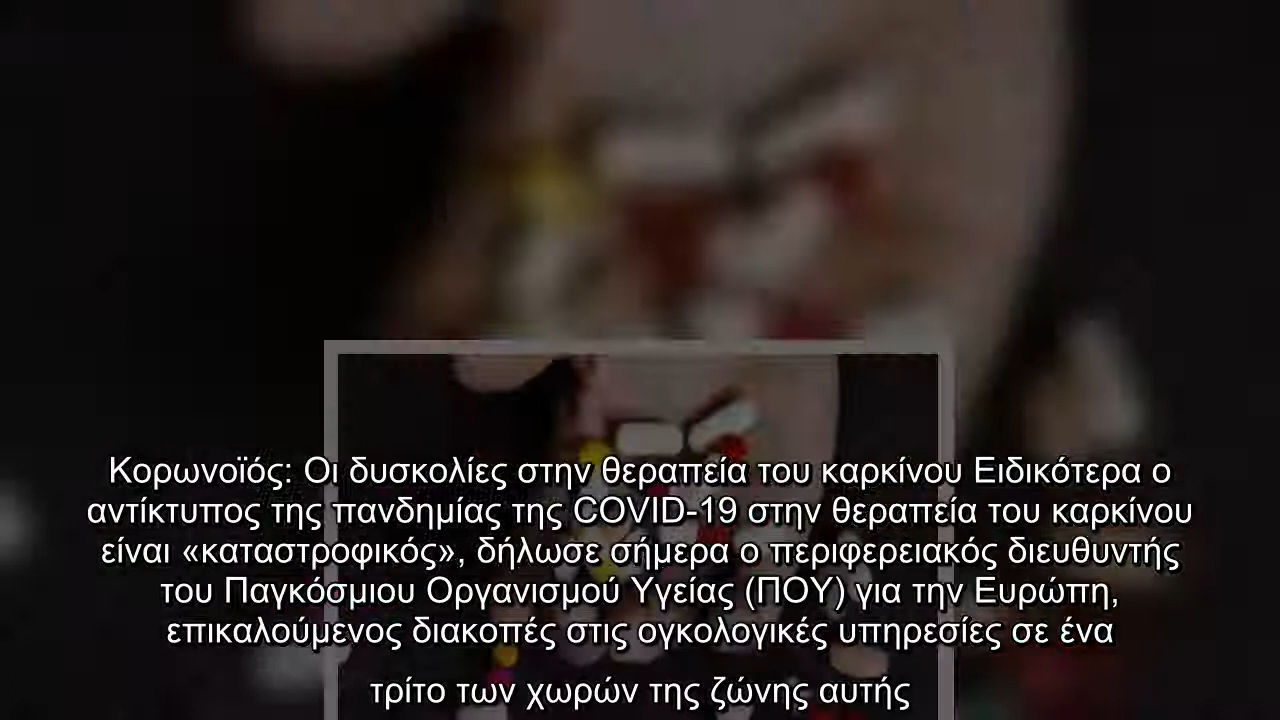 Κορωνοϊός: Οι δυσκολίες στην θεραπεία του καρκίνου Ειδικότερα ο
αντίκτυπος της πανδημίας της COVID-19 στην θεραπεία του καρκίνου
είναι «καταστροφικός», δήλωσε σήμερα ο περιφερειακός διευθυντής
του Παγκόσμιου Οργανισμού Υγείας (ΠΟΥ) για την Ευρώπη,
επικαλούμενος διακοπές στις ογκολογικές υπηρεσίες σε ένα
τρίτο των χωρών της ζώνης αυτής